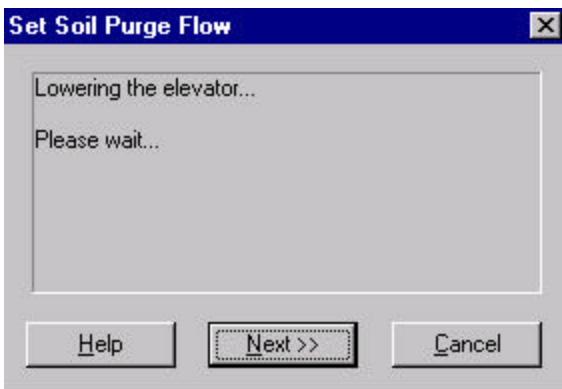 Set Soil Purge Flow
Lowering the elevator...
Please wait...
Help
Next >>
Cancel